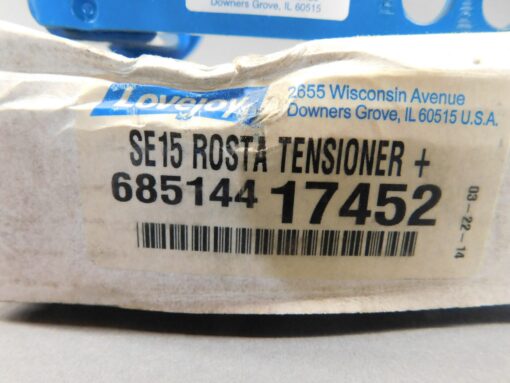 Downers Grove, IL 60515
Lovejoy
2655 Wisconsin Avenue
Downers Grove, IL 60515 U.S.A.
SE15 ROSTA TENSIONER +
685144 17452
03-22-14